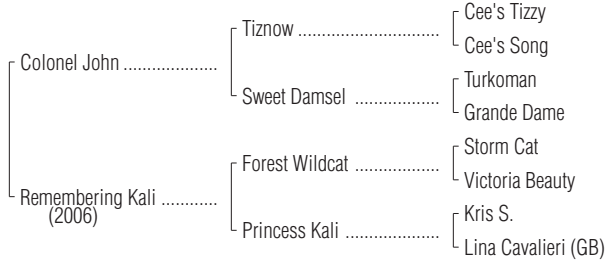 Cee's Tizzy
Tiznow ..............................
Cee's Song
Colonel John ....................
Turkoman
Sweet Damsel ..................
Grande Dame
Storm Cat
Forest Wildcat ..................
Victoria Beauty
Remembering Kali ............
(2006)
Kris S.
Princess Kali ....................
Lina Cavalieri (GB)